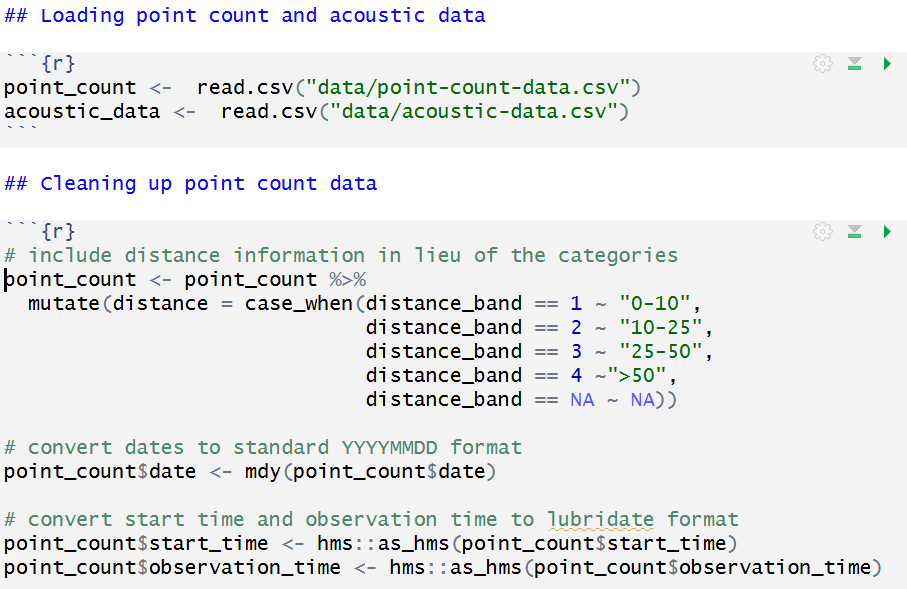 ## Loading point count and acoustic data
```{r}
point_count <-  read.csv("data/point-count-data.csv")
acoustic_data <-  read.csv("data/acoustic-data.csv")
```
## Cleaning up point count data
```{r}
# include distance information in lieu of the categories
point_count <- point_count %>%
  mutate(distance = case_when(distance_band == 1 ~ "0-10",
                              distance_band == 2 ~ "10-25",
                              distance_band == 3 ~ "25-50",
                              distance_band == 4 ~">50",
                              distance_band == NA ~ NA))
# convert dates to standard YYYYMMDD format
point_count$date <- mdy(point_count$date)
# convert start time and observation time to lubridate format
point_count$start_time <- hms::as_hms(point_count$start_time)
point_count$observation_time <- hms::as_hms(point_count$observation_time)